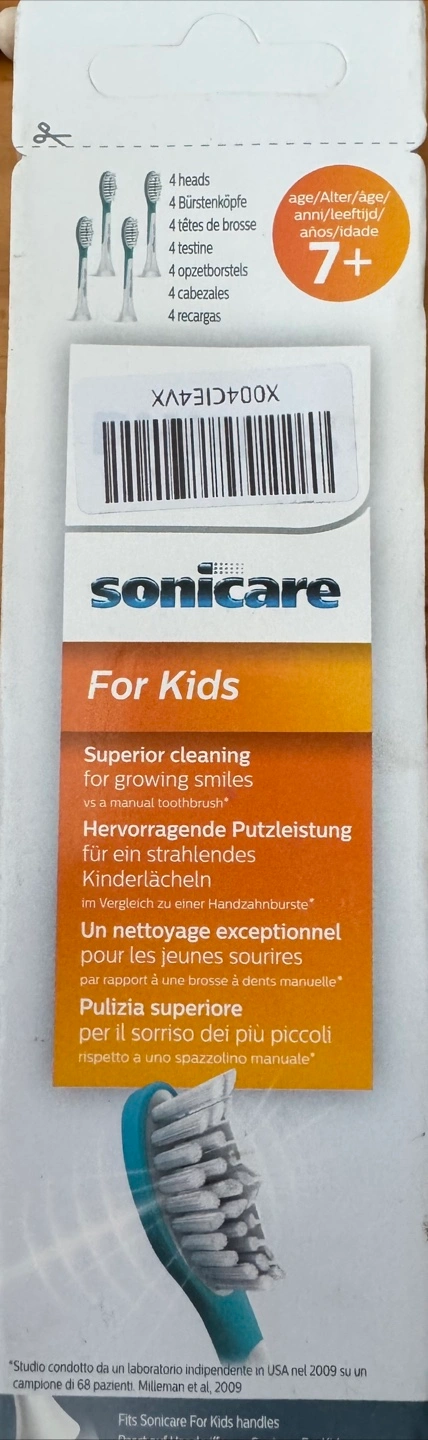 4 heads
4 Bürstenköpfe
4 têtes de brosse
4 testine
4 opzetborstels
4 cabezales
4 recargas
age/Alter/âge/
anni/leeftijd/
años/idade
7+
X004CIE4VX
sonicare
For Kids
Superior cleaning
for growing smiles
vs a manual toothbrush*
Hervorragende Putzleistung
für ein strahlendes
Kinderlächeln
im Vergleich zu einer Handzahnburste*
Un nettoyage exceptionnel
pour les jeunes sourires
par rapport à une brosse à dents manuelle*
Pulizia superiore
per il sorriso dei più piccoli
rispetto a uno spazzolino manuale*
*Studio condotto da un laboratorio indipendente in USA nel 2009 su un
campione di 68 pazienti. Milleman et al, 2009
Fits Sonicare For Kids handles